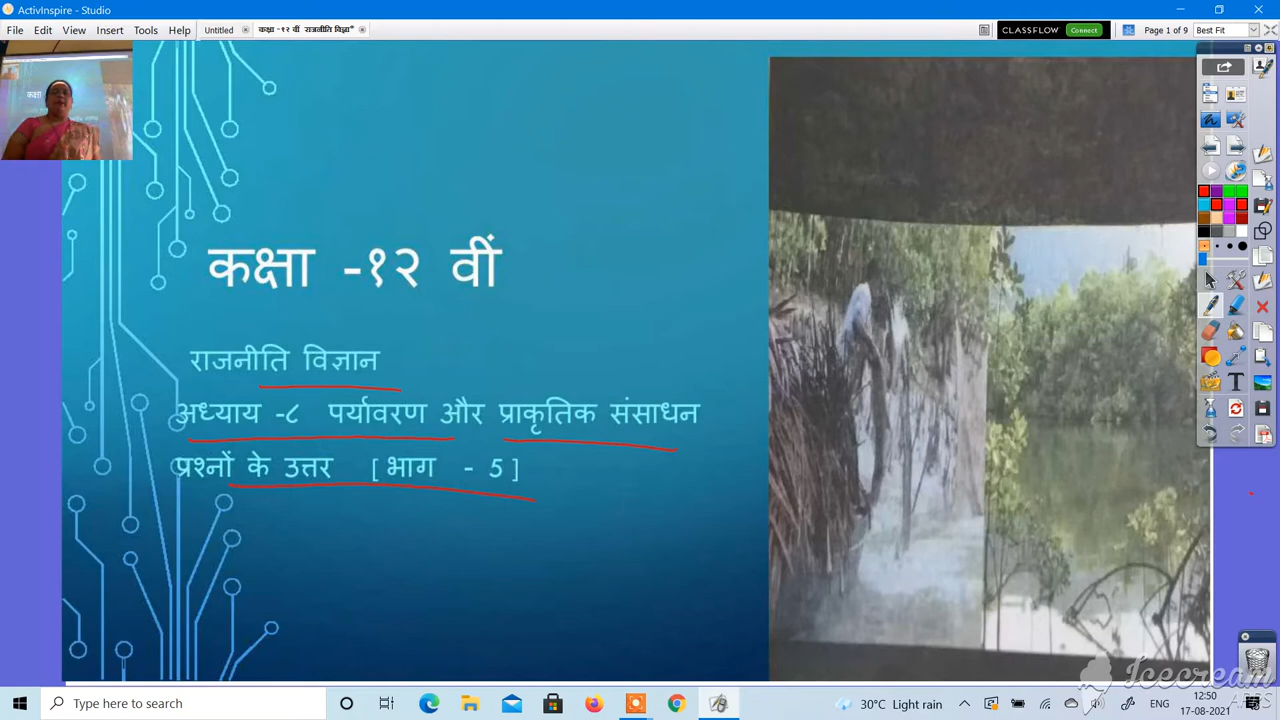 ActivInspire - Studio
File Edit View Insert Tools Help
Untitled
कक्षा -१२ वीं राजनीति विज्ञा*
CLASSFLOW Connect
Page 1 of 9
Best Fit
कक्षा
कक्षा -१२ वीं
राजनीति विज्ञान
अध्याय -८ पर्यावरण और प्राकृतिक संसाधन
प्रश्नों के उत्तर [ भाग - 5 ]
Icecream
Type here to search
30°C Light rain
ENG
12:50
17-08-2021